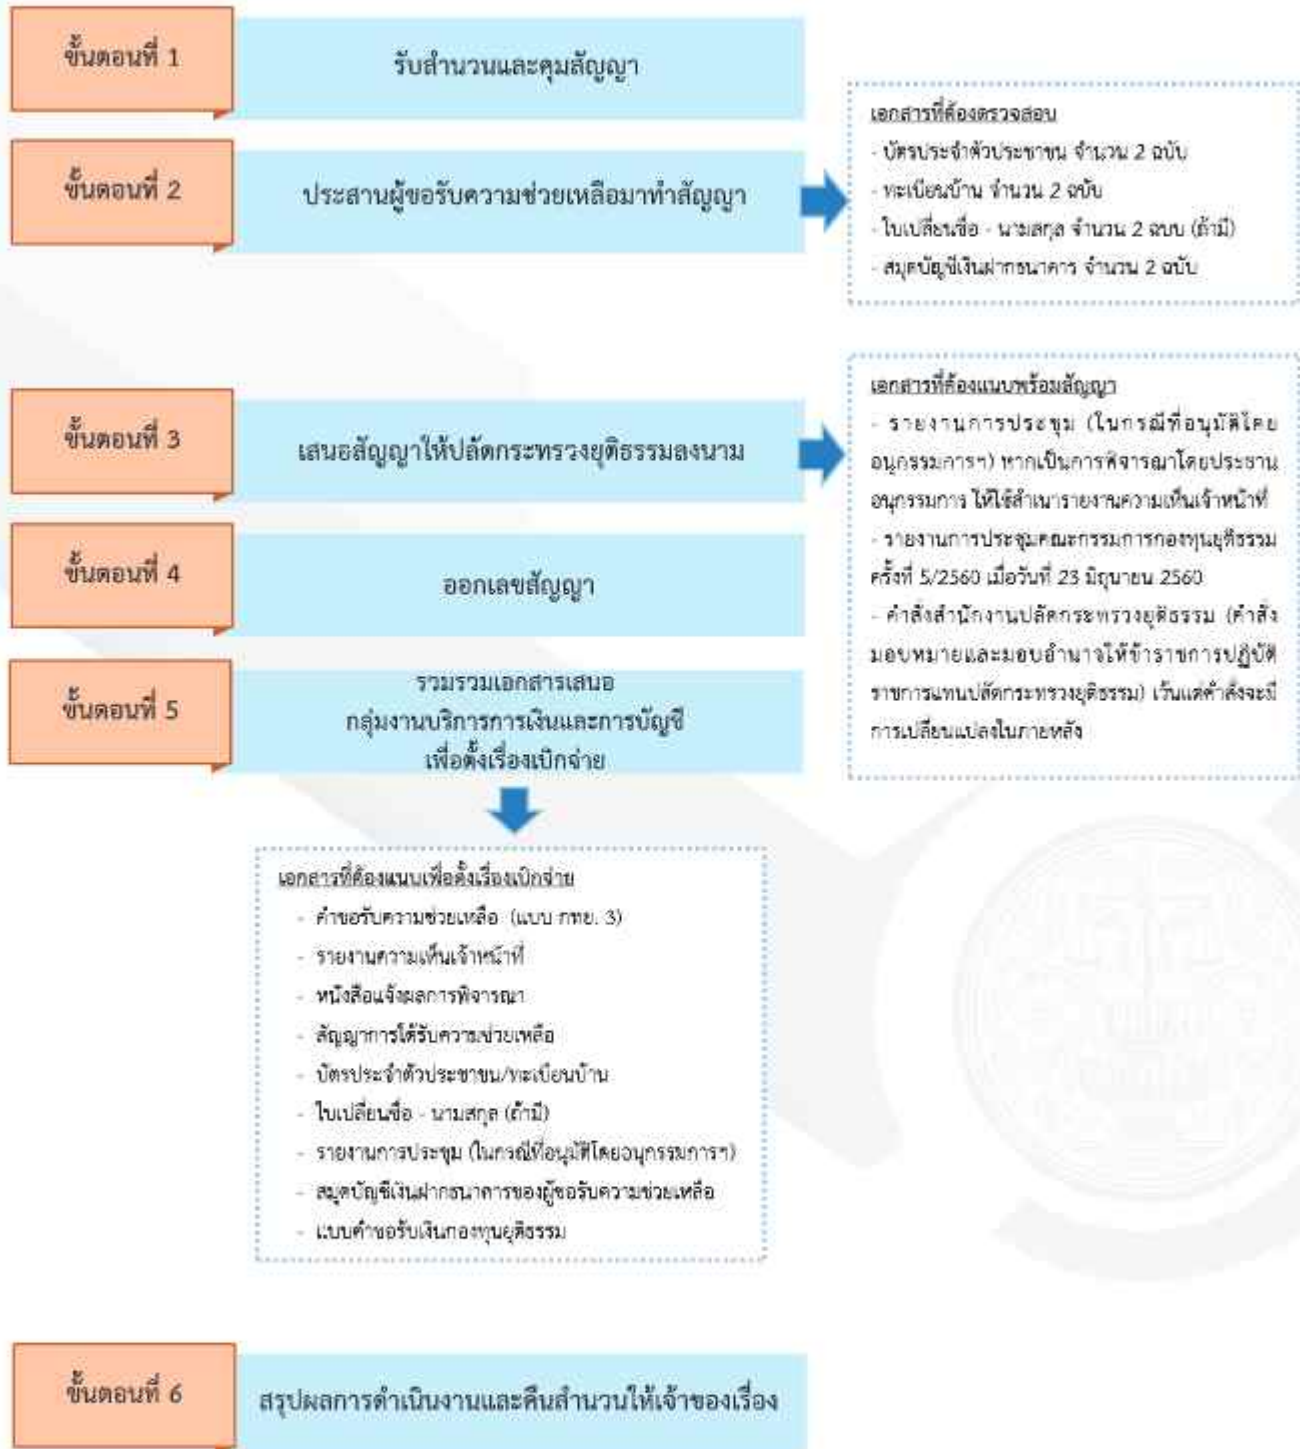 ขั้นตอนที่ 1
รับสำนวนและคุมสัญญา
ขั้นตอนที่ 2
ประสานผู้ขอรับความช่วยเหลือมาทำสัญญา
เอกสารที่ต้องตรวจสอบ
- บัตรประจำตัวประชาชน จำนวน 2 ฉบับ
- ทะเบียนบ้าน จำนวน 2 ฉบับ
- ใบเปลี่ยนชื่อ - นามสกุล จำนวน 2 ฉบบ (ถ้ามี)
- สมุดบัญชีเงินฝากธนาคาร จำนวน 2 ฉบับ
ขั้นตอนที่ 3
เสนอสัญญาให้ปลัดกระทรวงยุติธรรมลงนาม
เอกสารที่ต้องแนบพร้อมสัญญา
- รายงานการประชุม (ในกรณีที่อนุมัติโดย
อนุกรรมการฯ) หากเป็นการพิจารณาโดยประธาน
อนุกรรมการ ให้ใช้สำเนารายงานความเห็นเจ้าหน้าที่
- รายงานการประชุมคณะกรรมการกองทุนยุติธรรม
ครั้งที่ 5/2560 เมื่อวันที่ 23 มิถุนายน 2560
- คำสั่งสำนักงานปลัดกระทรวงยุติธรรม (คำสั่ง
มอบหมายและมอบอำนาจให้ข้าราชการปฏิบัติ
ราชการแทนปลัดกระทรวงยุติธรรม) เว้นแต่คำสั่งจะมี
การเปลี่ยนแปลงในภายหลัง
ขั้นตอนที่ 4
ออกเลขสัญญา
ขั้นตอนที่ 5
รวมรวมเอกสารเสนอ
กลุ่มงานบริการการเงินและการบัญชี
เพื่อตั้งเรื่องเบิกจ่าย
เอกสารที่ต้องแนบเพื่อตั้งเรื่องเบิกจ่าย
- คำขอรับความช่วยเหลือ (แบบ กทย. 3)
- รายงานความเห็นเจ้าหน้าที่
- หนังสือแจ้งผลการพิจารณา
- สัญญาการได้รับความช่วยเหลือ
- บัตรประจำตัวประชาชน/ทะเบียนบ้าน
- ใบเปลี่ยนชื่อ - นามสกุล (ถ้ามี)
- รายงานการประชุม (ในกรณีที่อนุมัติโดยอนุกรรมการฯ)
- สมุดบัญชีเงินฝากธนาคารของผู้ขอรับความช่วยเหลือ
- แบบคำขอรับเงินกองทุนยุติธรรม
ขั้นตอนที่ 6
สรุปผลการดำเนินงานและคืนสำนวนให้เจ้าของเรื่อง